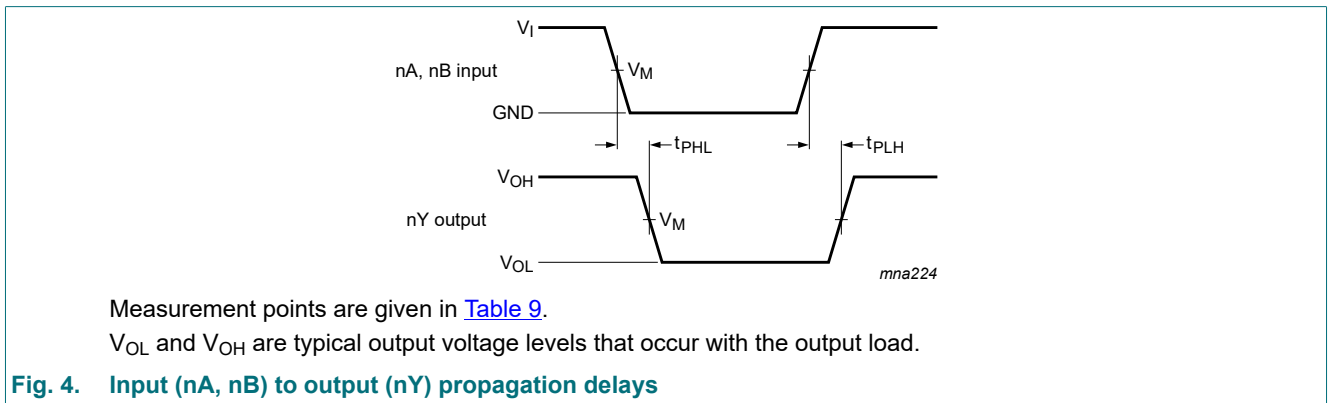 VI
nA, nB input
VM
GND
tPHL
tPLH
VOH
nY output
VM
VOL
mna224
Measurement points are given in Table 9.
VOL and VOH are typical output voltage levels that occur with the output load.
Fig. 4. Input (nA, nB) to output (nY) propagation delays